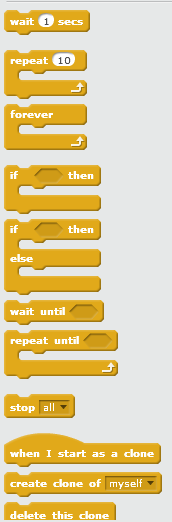 wait 1 secs
repeat 10
forever
if then
if then
else
wait until
repeat until
stop all
when I start as a clone
create clone of myself
delete this clone